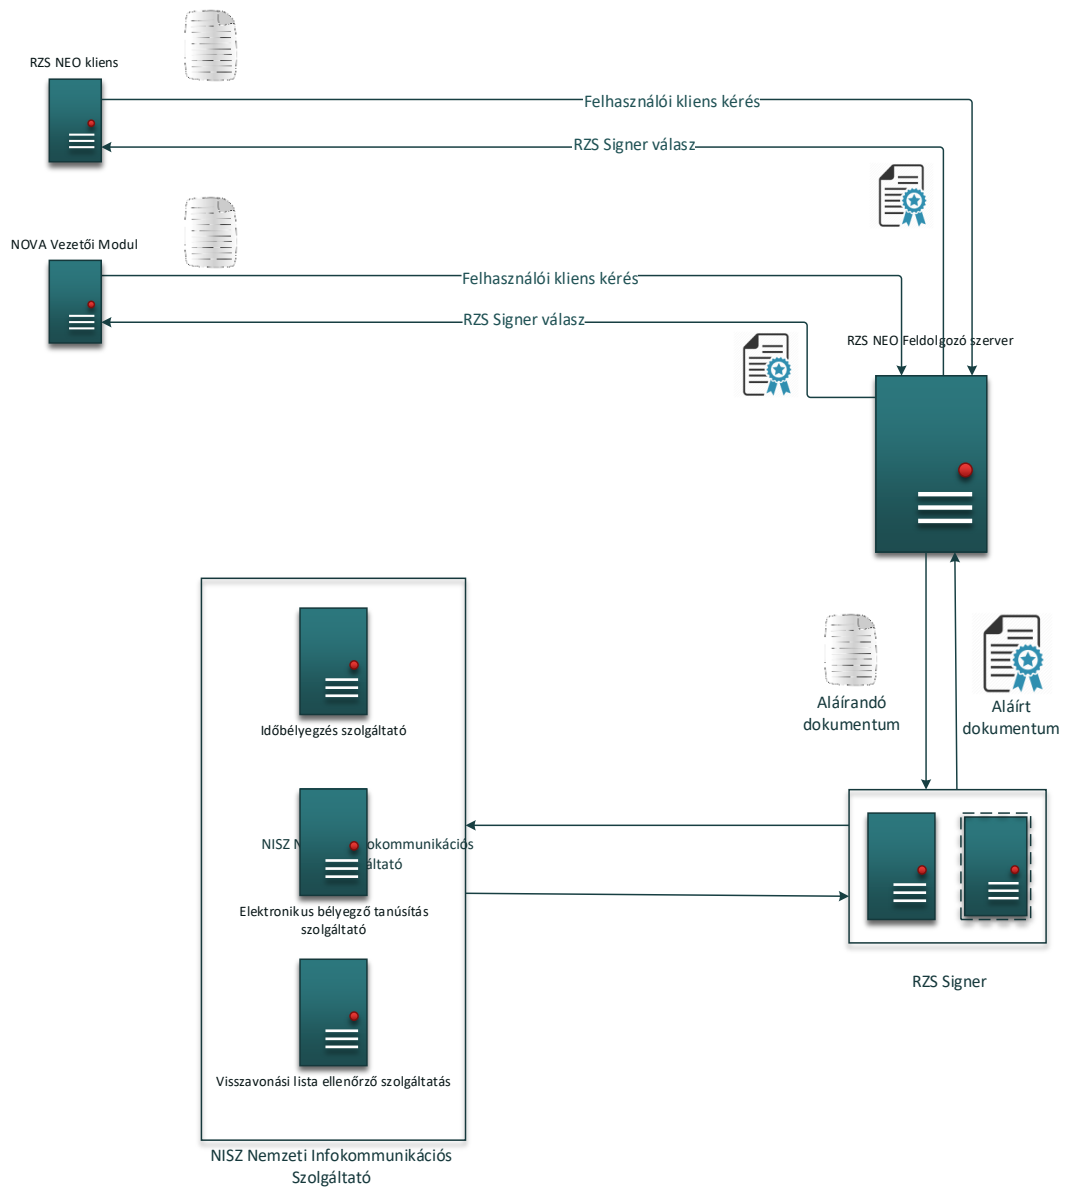 RZS NEO kliens
Felhasználói kliens kérés
RZS Signer válasz
NOVA Vezetői Modul
Felhasználói kliens kérés
RZS Signer válasz
RZS NEO Feldolgozó szerver
Aláírandó
dokumentum
Aláírt
dokumentum
Időbélyegzés szolgáltató
NISZ
Elektronikus bélyegző tanúsítás
szolgáltató
Visszavonási lista ellenőrző szolgáltatás
RZS Signer
NISZ Nemzeti Infokommunikációs
Szolgáltató